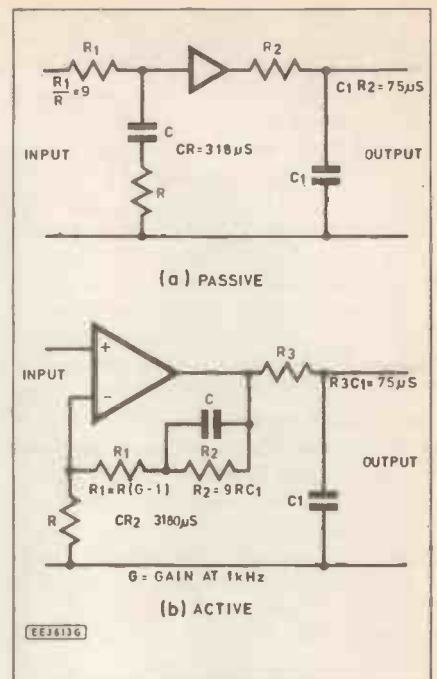 R1
R2
R1
R = 9
C1 R2 = 75µS
C
INPUT
CR = 318µS
OUTPUT
C1
R
(a) PASSIVE
+
R3
INPUT
R3C1 = 75µS
-
C
R1
R2
OUTPUT
R1 = R(G-1)
R2 = 9RC1
R
CR2 3180µS
C1
G = GAIN AT 1kHz
(b) ACTIVE
EE3613G